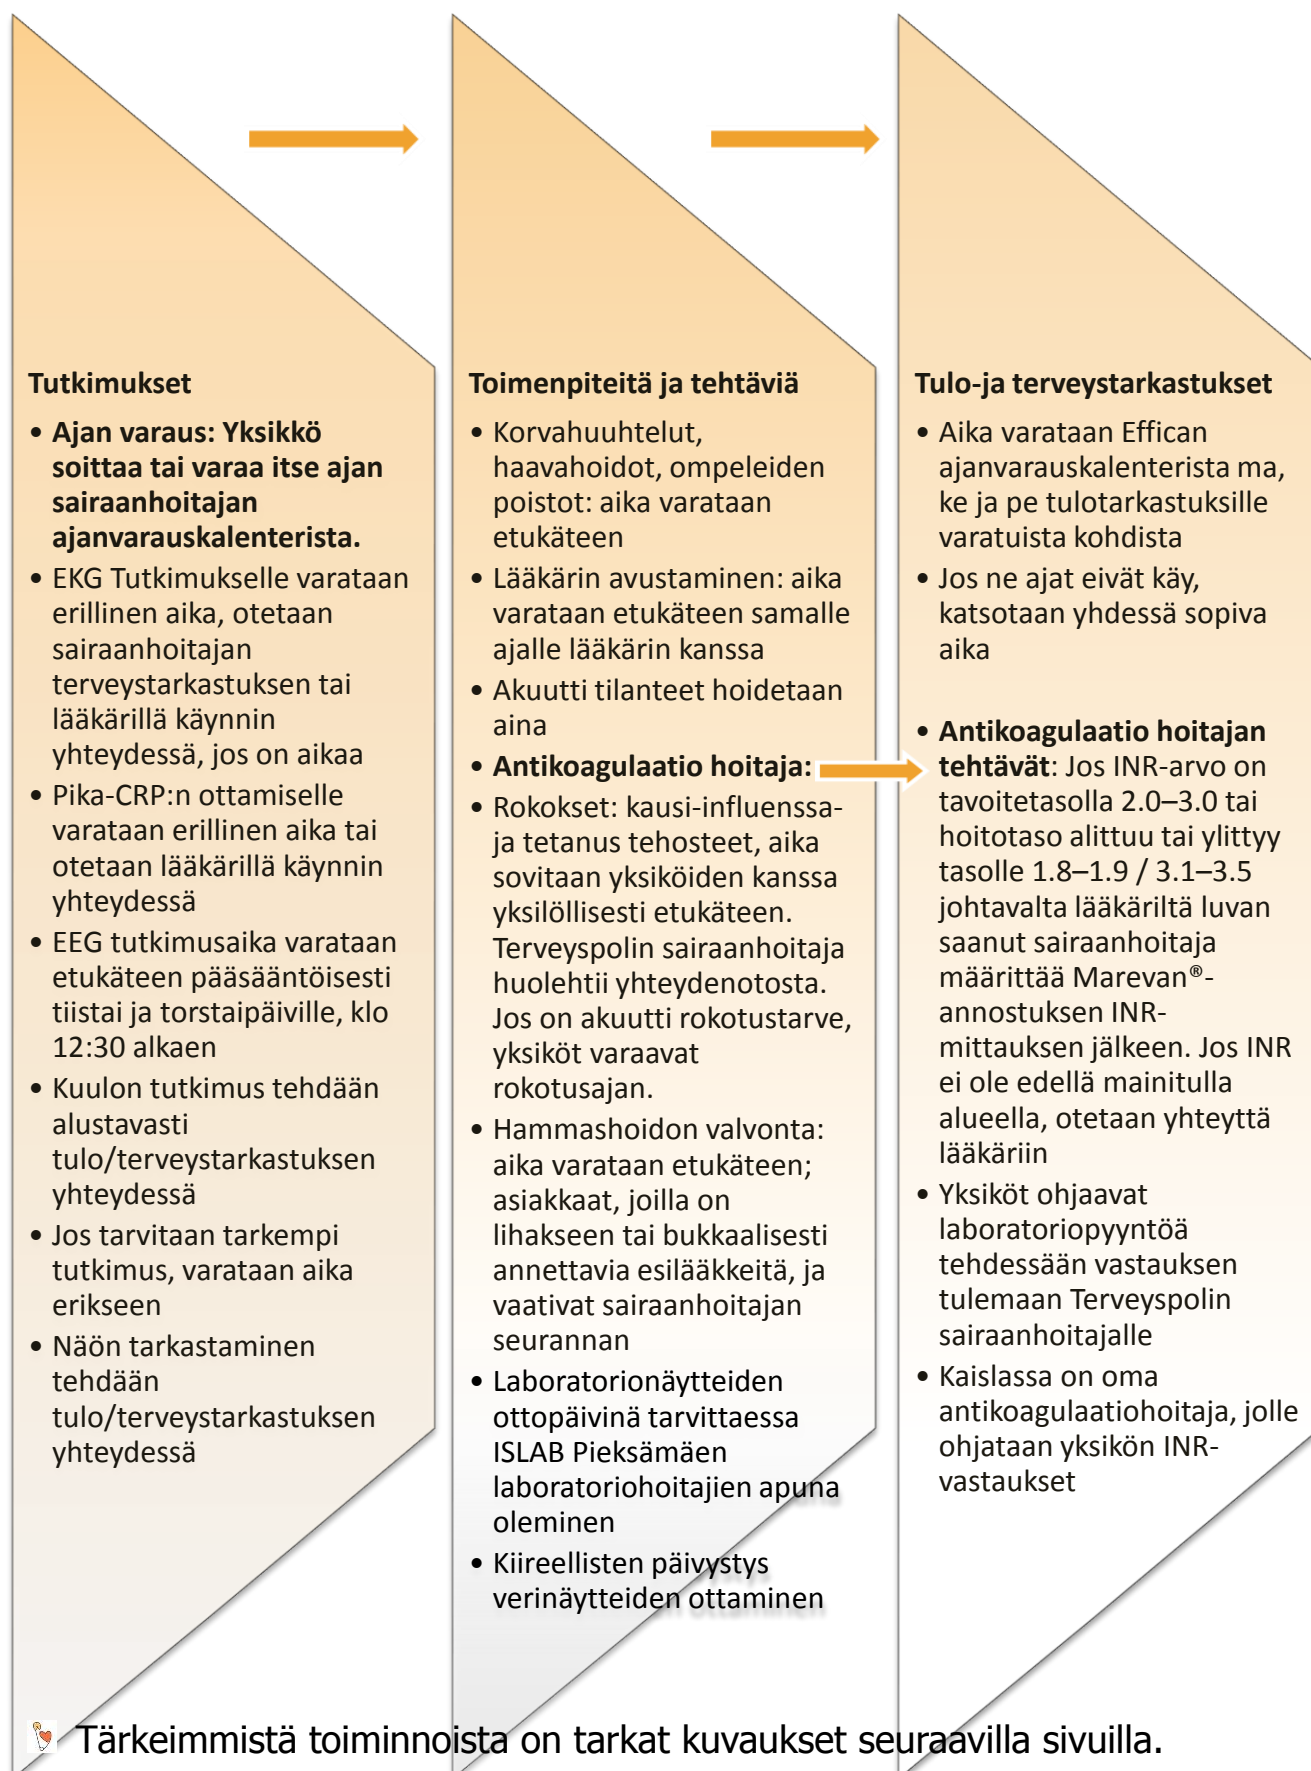 Tutkimukset
• Ajan varaus: Yksikkö
soittaa tai varaa itse ajan
sairaanhoitajan
ajanvarauskalenterista.
• EKG Tutkimukselle varataan
erillinen aika, otetaan
sairaanhoitajan
terveystarkastuksen tai
lääkärillä käynnin
yhteydessä, jos on aikaa
• Pika-CRP:n ottamiselle
varataan erillinen aika tai
otetaan lääkärillä käynnin
yhteydessä
• EEG tutkimusaika varataan
etukäteen pääsääntöisesti
tiistai ja torstaipäiville, klo
12:30 alkaen
• Kuulon tutkimus tehdään
alustavasti
tulo/terveystarkastuksen
yhteydessä
• Jos tarvitaan tarkempi
tutkimus, varataan aika
erikseen
• Näön tarkastaminen
tehdään
tulo/terveystarkastuksen
yhteydessä
Toimenpiteitä ja tehtäviä
• Korvahuuhtelut,
haavahoidot, ompeleiden
poistot: aika varataan
etukäteen
• Lääkärin avustaminen: aika
varataan etukäteen samalle
ajalle lääkärin kanssa
• Akuutti tilanteet hoidetaan
aina
• Antikoagulaatio hoitaja:
• Rokokset: kausi-influenssa-
ja tetanus tehosteet, aika
sovitaan yksiköiden kanssa
yksilöllisesti etukäteen.
Terveyspolin sairaanhoitaja
huolehtii yhteydenotosta.
Jos on akuutti rokotustarve,
yksiköt varaavat
rokotusajan.
• Hammashoidon valvonta:
aika varataan etukäteen;
asiakkaat, joilla on
lihakseen tai bukkaalisesti
annettavia esilääkkeitä, ja
vaativat sairaanhoitajan
seurannan
• Laboratorionäytteiden
ottopäivinä tarvittaessa
ISLAB Pieksämäen
laboratoriohoitajien apuna
oleminen
• Kiireellisten päivystys
verinäytteiden ottaminen
Tulo-ja terveystarkastukset
• Aika varataan Effican
ajanvarauskalenterista ma,
ke ja pe tulotarkastuksille
varatuista kohdista
• Jos ne ajat eivät käy,
katsotaan yhdessä sopiva
aika
• Antikoagulaatio hoitajan
tehtävät: Jos INR-arvo on
tavoitetasolla 2.0–3.0 tai
hoitotaso alittuu tai ylittyy
tasolle 1.8–1.9 / 3.1–3.5
johtavalta lääkäriltä luvan
saanut sairaanhoitaja
määrittää Marevan®-
annostuksen INR-
mittauksen jälkeen. Jos INR
ei ole edellä mainitulla
alueella, otetaan yhteyttä
lääkäriin
• Yksiköt ohjaavat
laboratoriopyyntöä
tehdessään vastauksen
tulemaan Terveyspolin
sairaanhoitajalle
• Kaislassa on oma
antikoagulaatiohoitaja, jolle
ohjataan yksikön INR-
vastaukset
Tärkeimmistä toiminnoista on tarkat kuvaukset seuraavilla sivuilla.